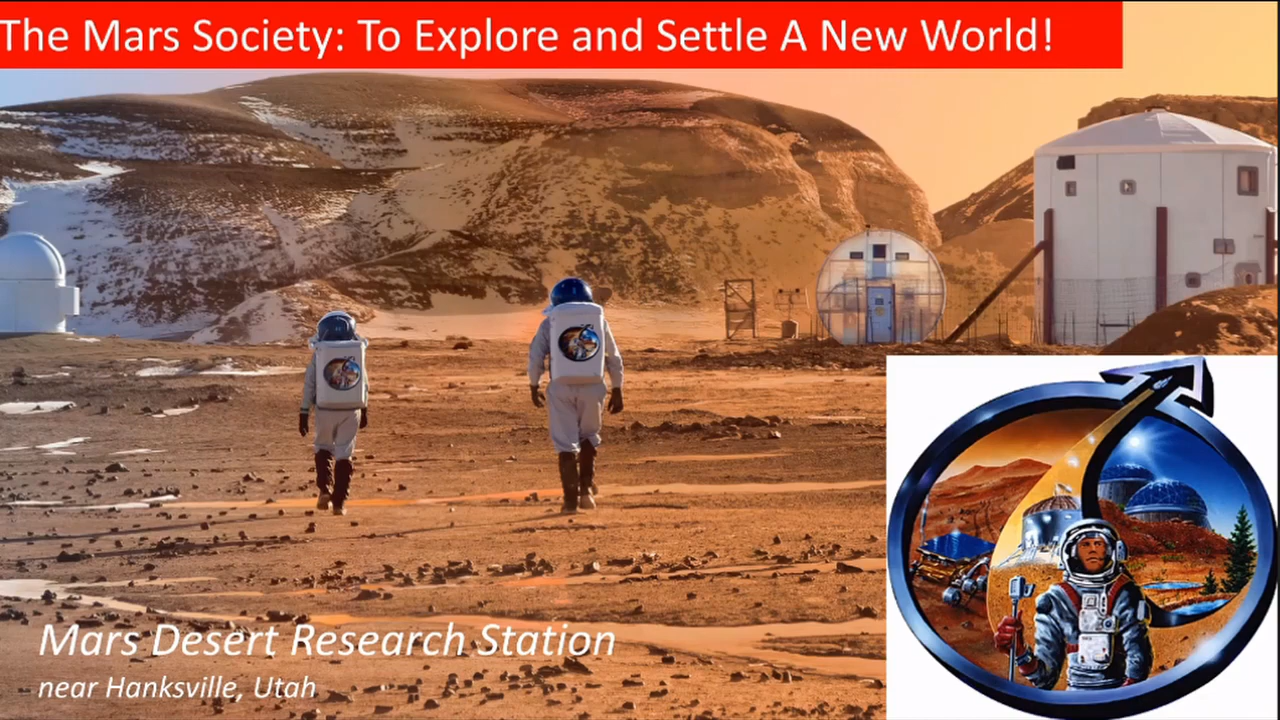 The Mars Society: To Explore and Settle A New World!
Mars Desert Research Station
near Hanksville, Utah